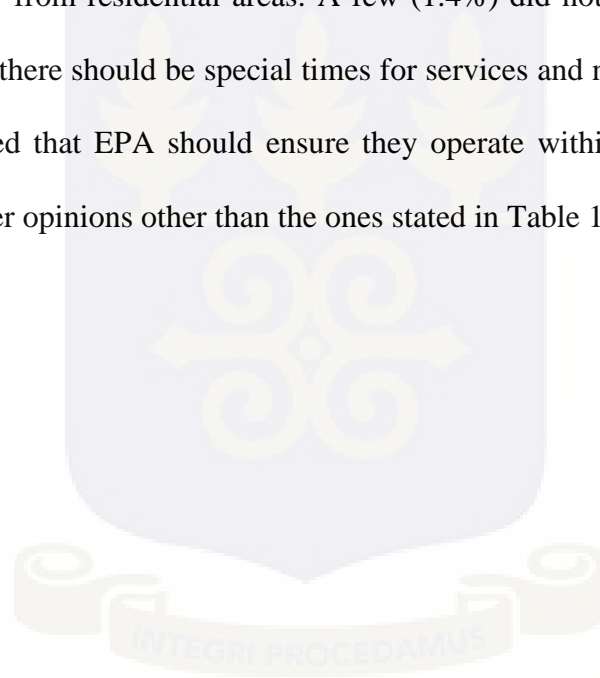 from residential areas. A few (1.4%) did not
there should be special times for services and
ed that EPA should ensure they operate withi
er opinions other than the ones stated in Table 1
INTEGRI PROCEDAMUS